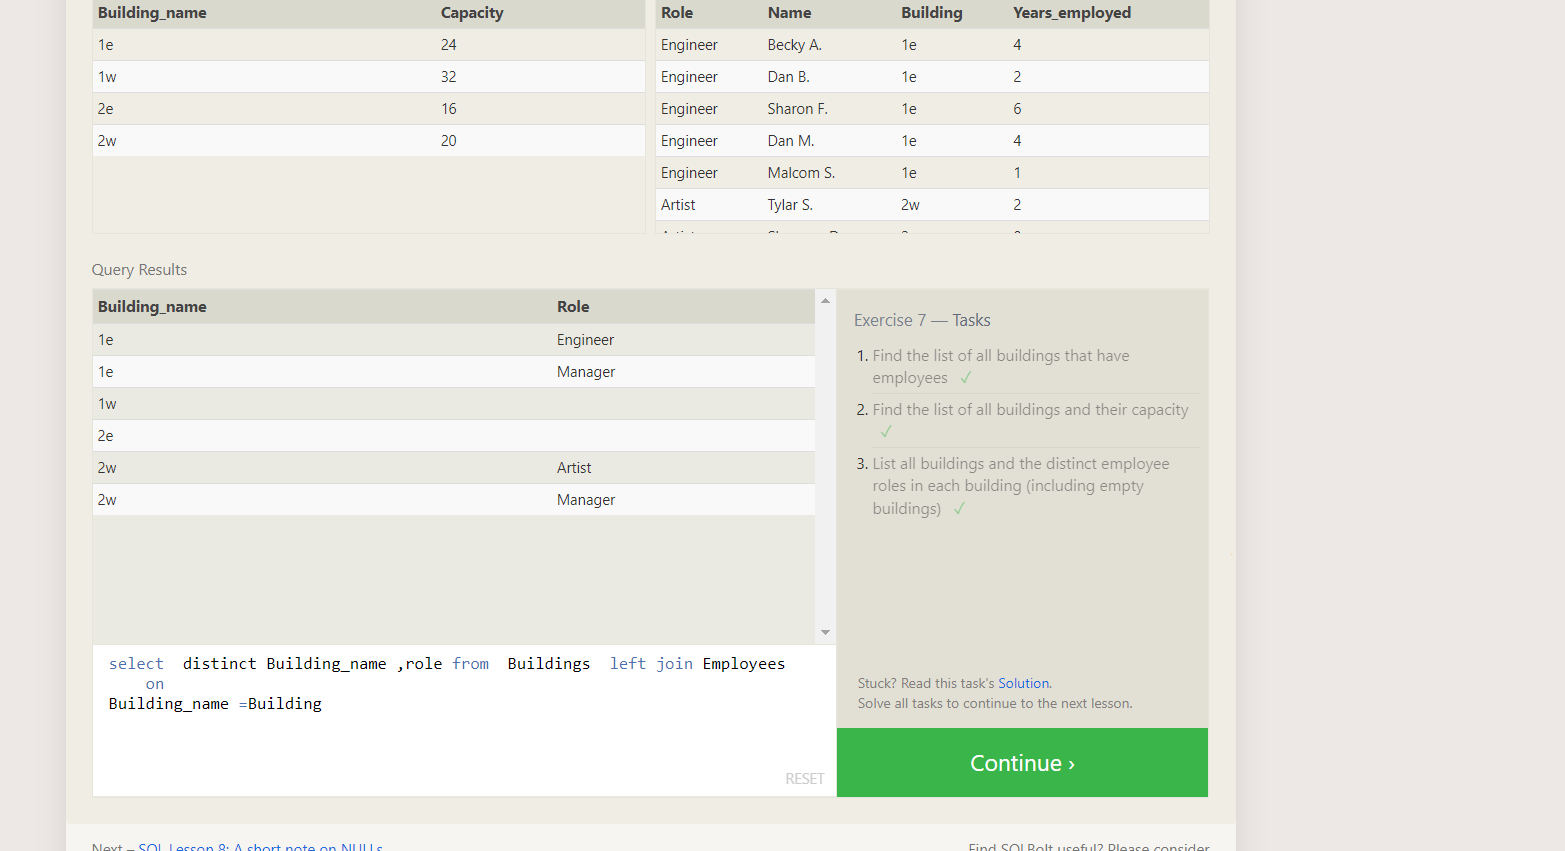 Building_name Capacity
1e 24
1w 32
2e 16
2w 20
Role Name Building Years_employed
Engineer Becky A. 1e 4
Engineer Dan B. 1e 2
Engineer Sharon F. 1e 6
Engineer Dan M. 1e 4
Engineer Malcom S. 1e 1
Artist Tylar S. 2w 2
Query Results
Building_name Role
1e Engineer
1e Manager
1w
2e
2w Artist
2w Manager
select distinct Building_name ,role from Buildings left join Employees
on
Building_name =Building
RESET
Exercise 7 — Tasks
1. Find the list of all buildings that have
employees ✓
2. Find the list of all buildings and their capacity
✓
3. List all buildings and the distinct employee
roles in each building (including empty
buildings) ✓
Stuck? Read this task's Solution.
Solve all tasks to continue to the next lesson.
Continue ›
Next – SQL Lesson 8: A short note on NULLs
Find SQLBolt useful? Please consider